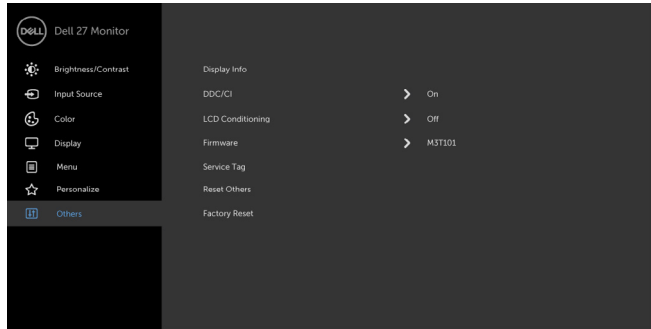 DELL Dell 27 Monitor
Brightness/Contrast Display Info
Input Source DDC/CI On
Color LCD Conditioning Off
Display Firmware M3T101
Menu Service Tag
Personalize Reset Others
Others Factory Reset